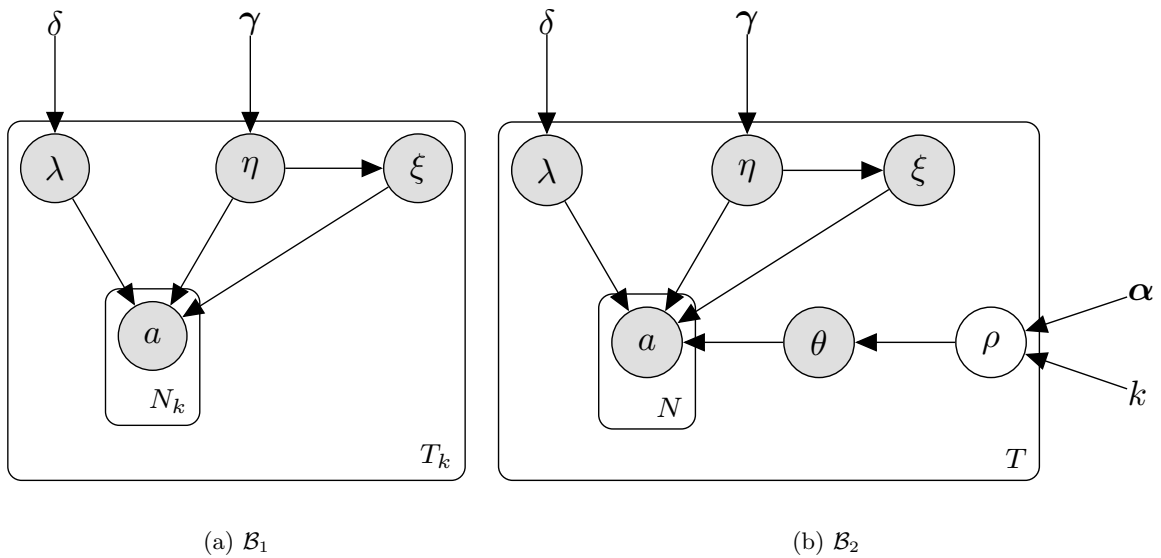 δ γ δ γ
λ η ξ λ η ξ
α
a a θ ρ
N_k N k
T_k T
(a) 𝓑₁ (b) 𝓑₂